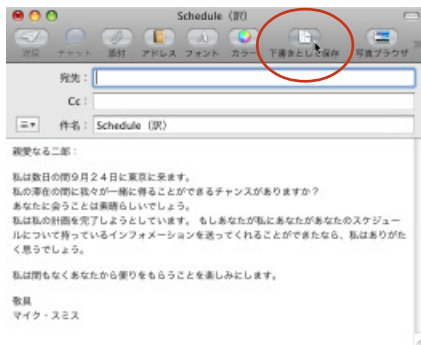 Schedule (訳)
送信 チャット 添付 アドレス フォント カラー 下書きとして保存 写真ブラウザ
宛先：
Cc：
件名： Schedule (訳)
親愛なる二郎：
私は数日の間９月２４日に東京に来ます。
私の滞在の間に我々が一緒に得ることができるチャンスがありますか？
あなたに会うことは素晴らしいでしょう。
私は私の計画を完了しようとしています。 もしあなたが私にあなたがあなたのスケジュー
ルについて持っているインフォメーションを送ってくれることができたなら、私はありがた
く思うでしょう。
私は間もなくあなたから便りをもらうことを楽しみにします。
敬具
マイク・スミス